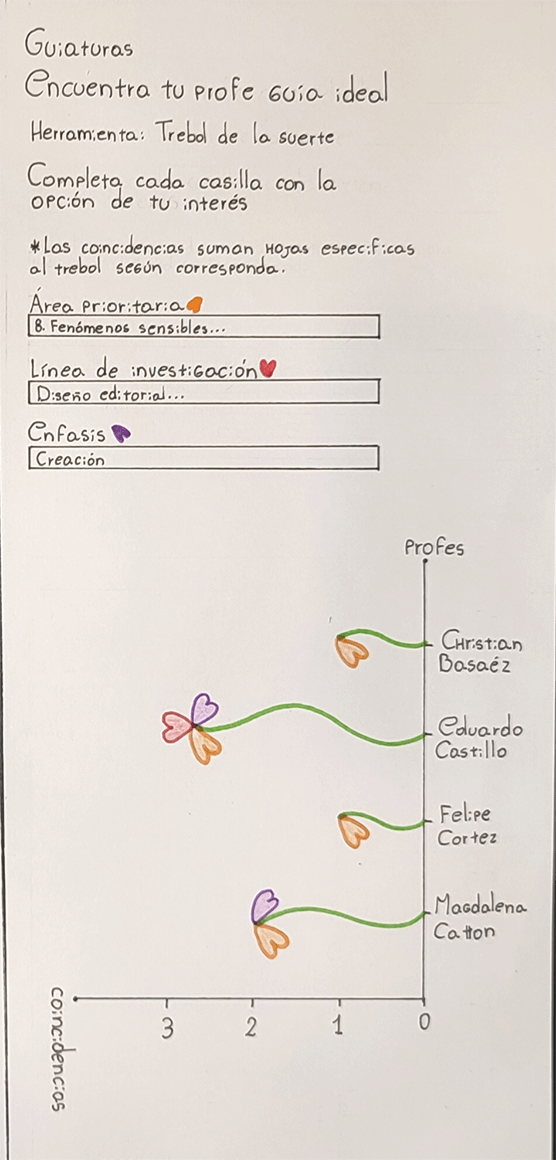 Guiaturas
Encuentra tu profe guía ideal
Herramienta: Trebol de la suerte
Completa cada casilla con la
opción de tu interés
*Las coincidencias suman Hojas especificas
al trebol según corresponda.
Área prioritaria
8. Fenómenos sensibles...
Línea de investigación
Diseño editorial...
Enfasis
Creación
Profes
Christian
Basaéz
Eduardo
Castillo
Felipe
Cortez
Magdalena
Catton
3 2 1 0
coincidencias